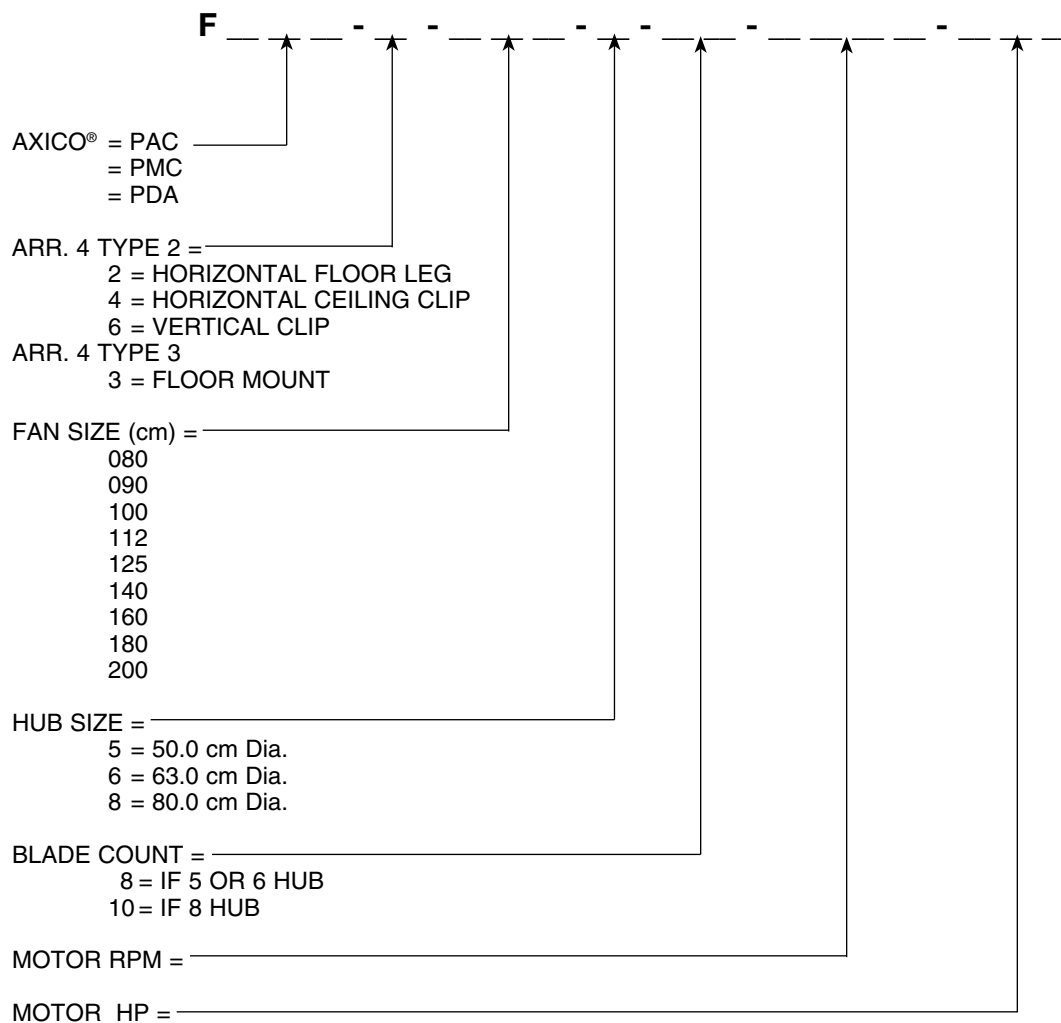 F __ __ __ - __ - __ __ __ - __ - __ __ - __ __ __ __ - __ __ __
AXICO® = PAC
= PMC
= PDA
ARR. 4 TYPE 2 =
2 = HORIZONTAL FLOOR LEG
4 = HORIZONTAL CEILING CLIP
6 = VERTICAL CLIP
ARR. 4 TYPE 3
3 = FLOOR MOUNT
FAN SIZE (cm) =
080
090
100
112
125
140
160
180
200
HUB SIZE =
5 = 50.0 cm Dia.
6 = 63.0 cm Dia.
8 = 80.0 cm Dia.
BLADE COUNT =
8 = IF 5 OR 6 HUB
10 = IF 8 HUB
MOTOR RPM =
MOTOR HP =